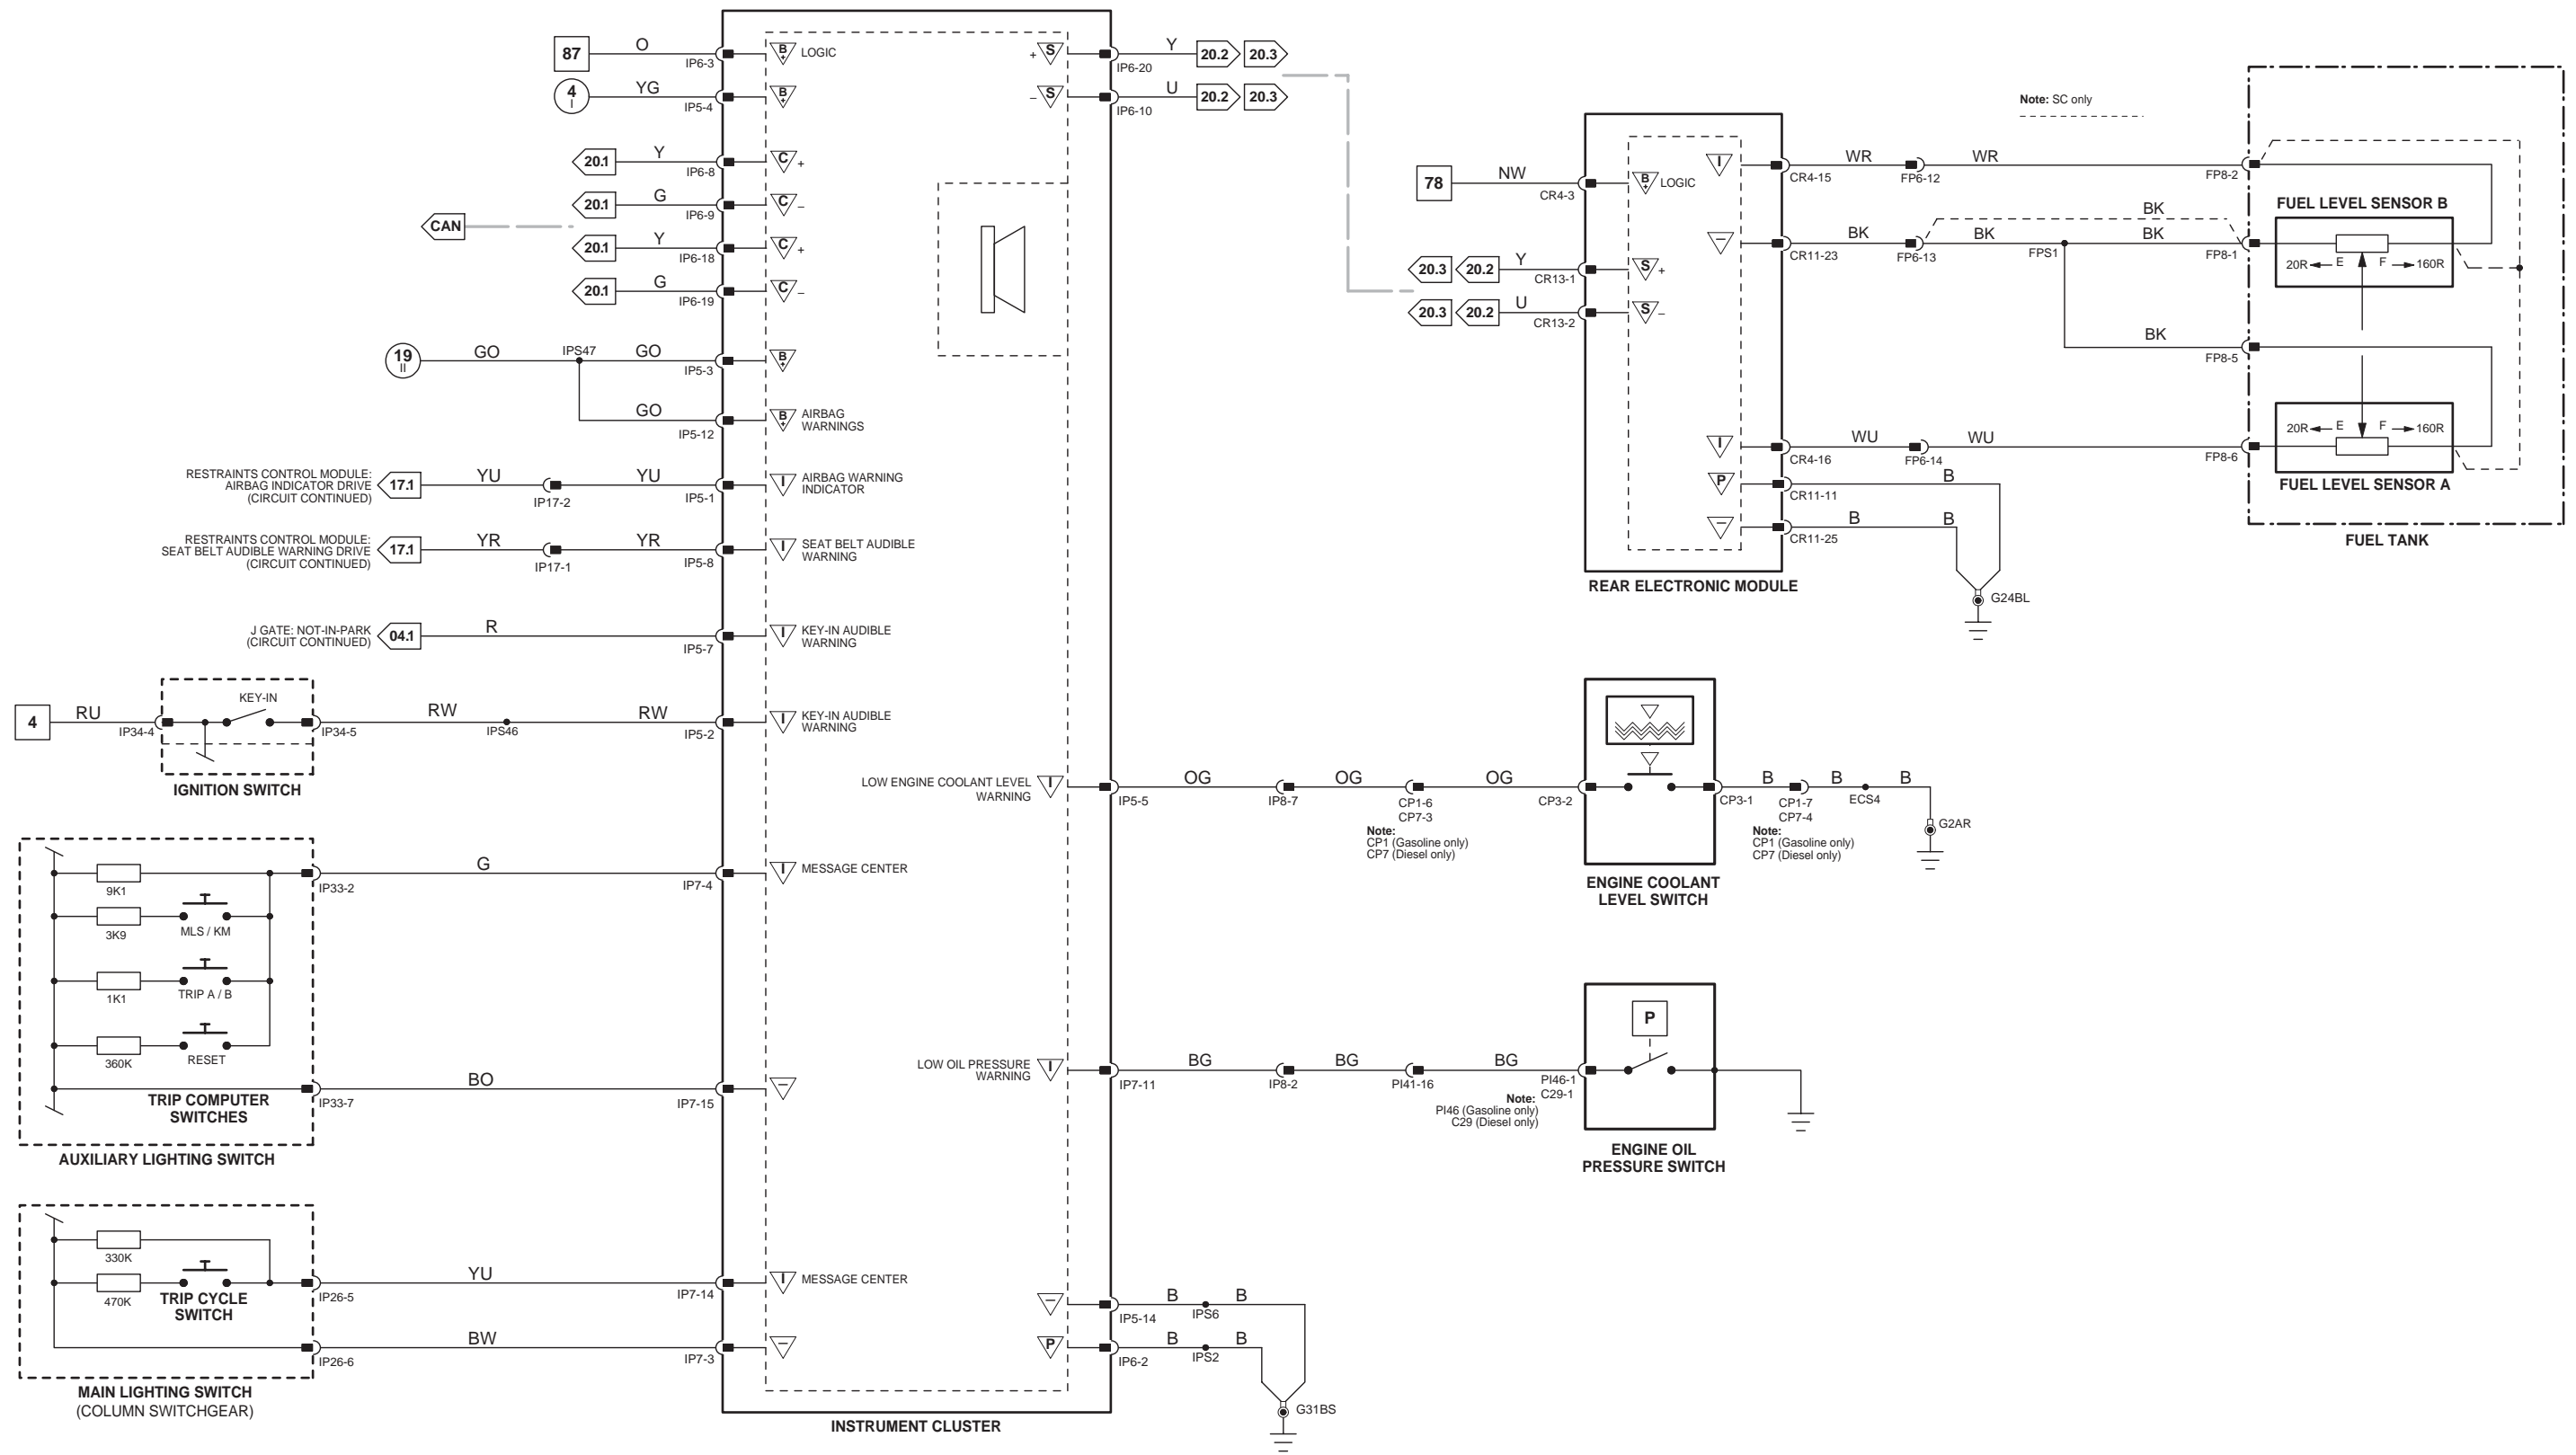 87
O
IP6-3
B
+
LOGIC
4
I
YG
IP5-4
B
+
20.1
Y
IP6-8
C
+
20.1
G
IP6-9
C
–
CAN
20.1
Y
IP6-18
C
+
20.1
G
IP6-19
C
–
19
II
GO
IPS47
GO
IP5-3
B
+
GO
IP5-12
B
+
AIRBAG
WARNINGS
RESTRAINTS CONTROL MODULE:
AIRBAG INDICATOR DRIVE
(CIRCUIT CONTINUED)
17.1
YU
IP17-2
YU
IP5-1
I
AIRBAG WARNING
INDICATOR
RESTRAINTS CONTROL MODULE:
SEAT BELT AUDIBLE WARNING DRIVE
(CIRCUIT CONTINUED)
17.1
YR
IP17-1
YR
IP5-8
I
SEAT BELT AUDIBLE
WARNING
J GATE: NOT-IN-PARK
(CIRCUIT CONTINUED)
04.1
R
IP5-7
I
KEY-IN AUDIBLE
WARNING
4
RU
IP34-4
KEY-IN
IP34-5
RW
IPS46
RW
IP5-2
I
KEY-IN AUDIBLE
WARNING
IGNITION SWITCH
9K1
3K9
MLS / KM
1K1
TRIP A / B
360K
RESET
IP33-2
G
IP7-4
I
MESSAGE CENTER
TRIP COMPUTER
SWITCHES
IP33-7
BO
IP7-15
–
AUXILIARY LIGHTING SWITCH
330K
470K
TRIP CYCLE
SWITCH
IP26-5
YU
IP7-14
I
MESSAGE CENTER
IP26-6
BW
IP7-3
–
MAIN LIGHTING SWITCH
(COLUMN SWITCHGEAR)
INSTRUMENT CLUSTER
+
S
IP6-20
Y
20.2
20.3
–
S
IP6-10
U
20.2
20.3
LOW ENGINE COOLANT LEVEL
WARNING
I
IP5-5
OG
IP8-7
OG
CP1-6
CP7-3
Note:
CP1 (Gasoline only)
CP7 (Diesel only)
OG
CP3-2
CP3-1
B
CP1-7
CP7-4
Note:
CP1 (Gasoline only)
CP7 (Diesel only)
B
ECS4
B
G2AR
ENGINE COOLANT
LEVEL SWITCH
LOW OIL PRESSURE
WARNING
I
IP7-11
BG
IP8-2
BG
PI41-16
BG
PI46-1
C29-1
Note:
PI46 (Gasoline only)
C29 (Diesel only)
P
ENGINE OIL
PRESSURE SWITCH
–
IP5-14
B
IPS6
B
P
IP6-2
B
IPS2
B
G31BS
78
NW
CR4-3
B
+
LOGIC
20.3
20.2
Y
CR13-1
S
+
20.3
20.2
U
CR13-2
S
–
REAR ELECTRONIC MODULE
I
CR4-15
WR
FP6-12
WR
FP8-2
Note: SC only
–
CR11-23
BK
FP6-13
BK
FPS1
BK
BK
FP8-1
BK
FP8-5
I
CR4-16
WU
FP6-14
WU
FP8-6
P
CR11-11
B
–
CR11-25
B
B
G24BL
FUEL LEVEL SENSOR B
20R
E
F
160R
20R
E
F
160R
FUEL LEVEL SENSOR A
FUEL TANK